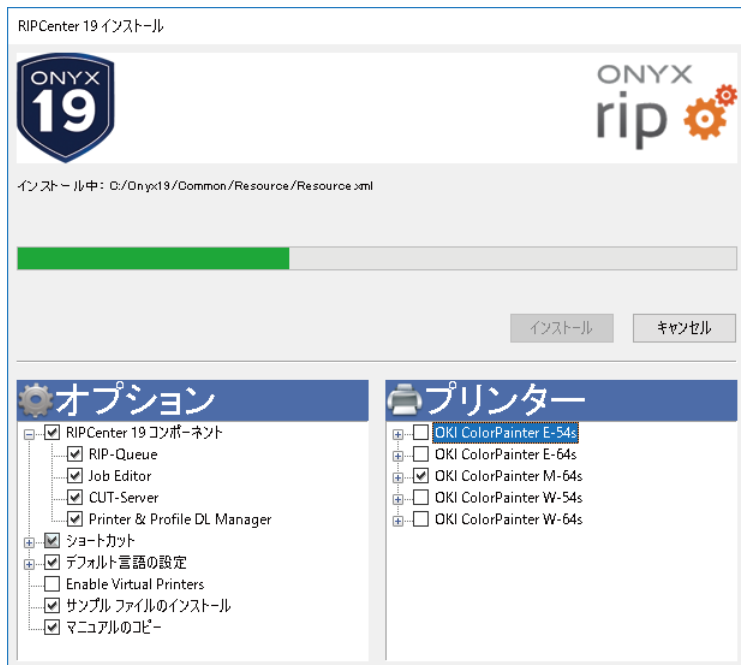 RIPCenter 19 インストール
ONYX
19
ONYX
rip
インストール中: C:/Onyx19/Common/Resource/Resource.xml
インストール
キャンセル
オプション
RIPCenter 19 コンポーネント
RIP-Queue
Job Editor
CUT-Server
Printer & Profile DL Manager
ショートカット
デフォルト言語の設定
Enable Virtual Printers
サンプル ファイルのインストール
マニュアルのコピー
プリンター
OKI ColorPainter E-54s
OKI ColorPainter E-64s
OKI ColorPainter M-64s
OKI ColorPainter W-54s
OKI ColorPainter W-64s